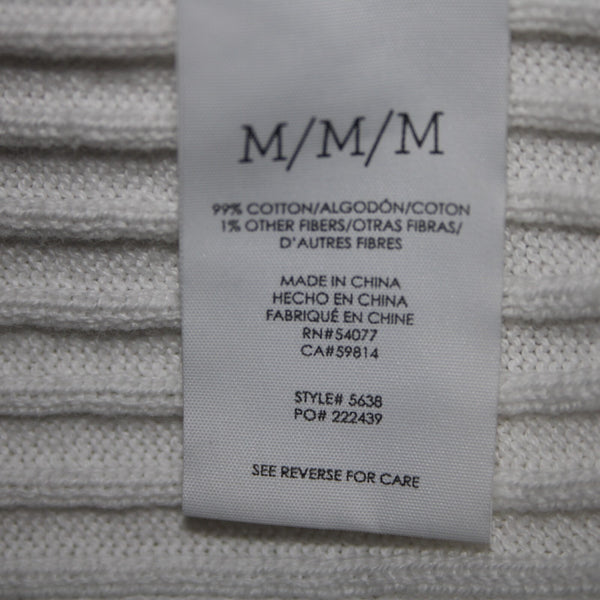 M/M/M
99% COTTON/ALGODÓN/COTON
1% OTHER FIBERS/OTRAS FIBRAS/
D'AUTRES FIBRES
MADE IN CHINA
HECHO EN CHINA
FABRIQUÉ EN CHINE
RN#54077
CA#59814
STYLE# 5638
PO# 222439
SEE REVERSE FOR CARE